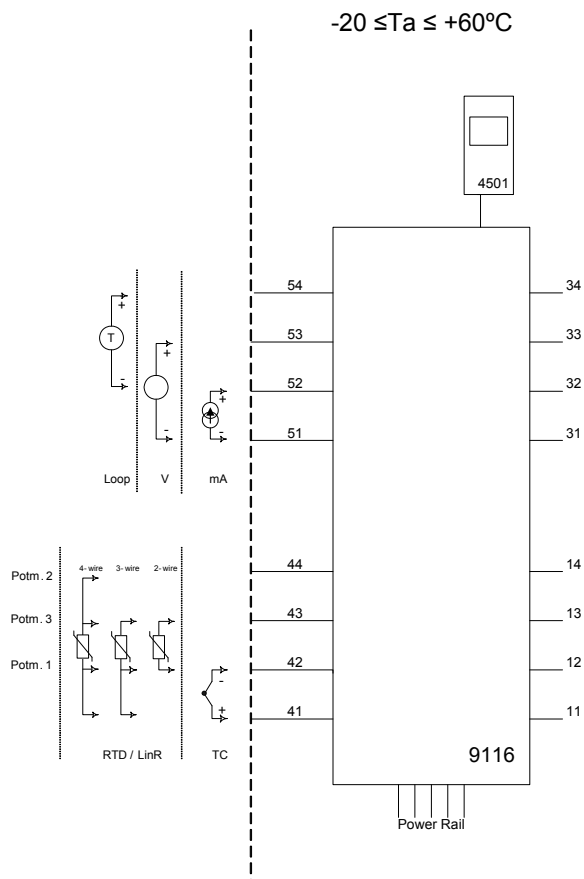 -20 ≤Ta ≤ +60ºC
4501
54
34
+
T
53
33
+
-
52
32
+
51
31
-
-
Loop
V
mA
4- wire
3- wire
2- wire
44
14
Potm. 2
Potm. 3
43
13
Potm. 1
42
12
-
+
41
11
RTD / LinR
TC
9116
Power Rail